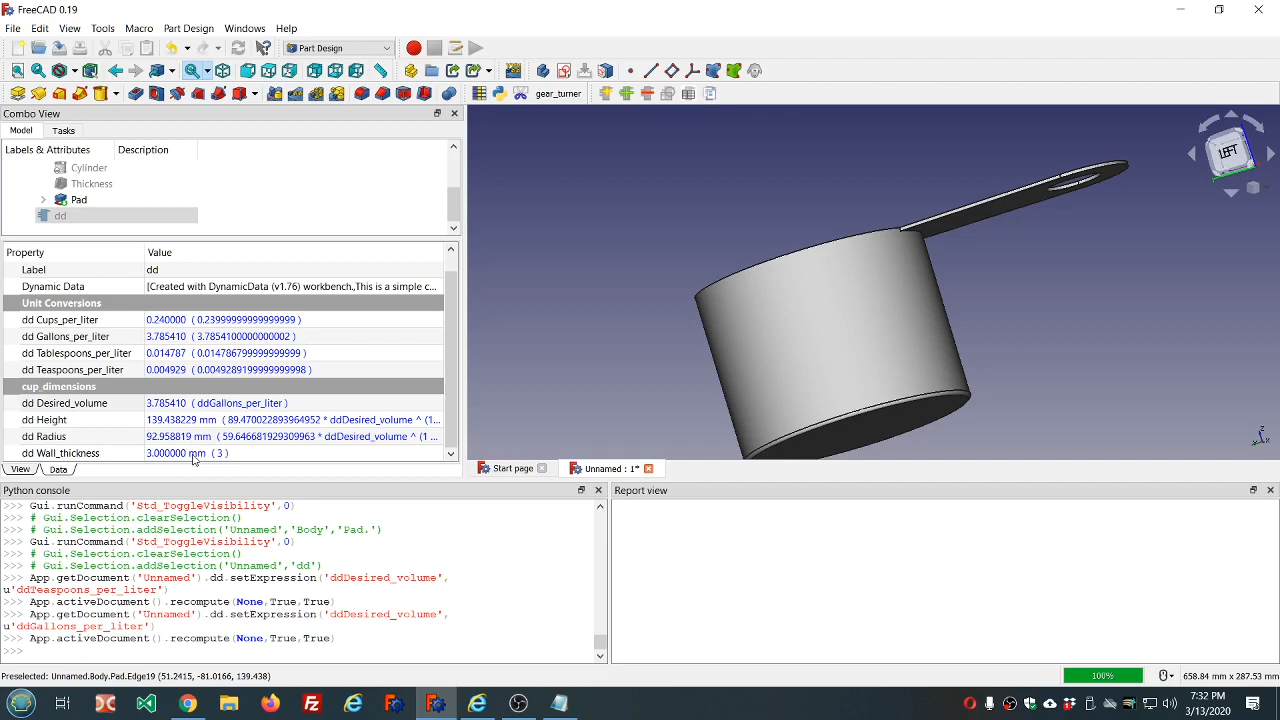 FreeCAD 0.19
File Edit View Tools Macro Part Design Windows Help
Part Design
gear_turner
Combo View
Model Tasks
Labels & Attributes Description
Cylinder
Thickness
Pad
dd
Property Value
Label dd
Dynamic Data [Created with DynamicData (v1.76) workbench.,This is a simple c...
Unit Conversions
dd Cups_per_liter 0.240000 ( 0.23999999999999999 )
dd Gallons_per_liter 3.785410 ( 3.7854100000000002 )
dd Tablespoons_per_liter 0.014787 ( 0.014786799999999999 )
dd Teaspoons_per_liter 0.004929 ( 0.0049289199999999998 )
cup_dimensions
dd Desired_volume 3.785410 ( ddGallons_per_liter )
dd Height 139.438229 mm ( 89.470022893964952 * ddDesired_volume ^ (1...
dd Radius 92.958819 mm ( 59.646681929309963 * ddDesired_volume ^ (1 ...
dd Wall_thickness 3.000000 mm ( 3 )
View Data
LEFT
Start page Unnamed : 1*
Python console
>>> Gui.runCommand('Std_ToggleVisibility',0)
>>> # Gui.Selection.clearSelection()
>>> # Gui.Selection.addSelection('Unnamed','Body','Pad.')
>>> Gui.runCommand('Std_ToggleVisibility',0)
>>> # Gui.Selection.clearSelection()
>>> # Gui.Selection.addSelection('Unnamed','dd')
>>> App.getDocument('Unnamed').dd.setExpression('ddDesired_volume',
u'ddTeaspoons_per_liter')
>>> App.activeDocument().recompute(None,True,True)
>>> App.getDocument('Unnamed').dd.setExpression('ddDesired_volume',
u'ddGallons_per_liter')
>>> App.activeDocument().recompute(None,True,True)
>>>
Report view
Preselected: Unnamed.Body.Pad.Edge19 (51.2415, -81.0166, 139.438)
100%
658.84 mm x 287.53 mm
7:32 PM
3/13/2020